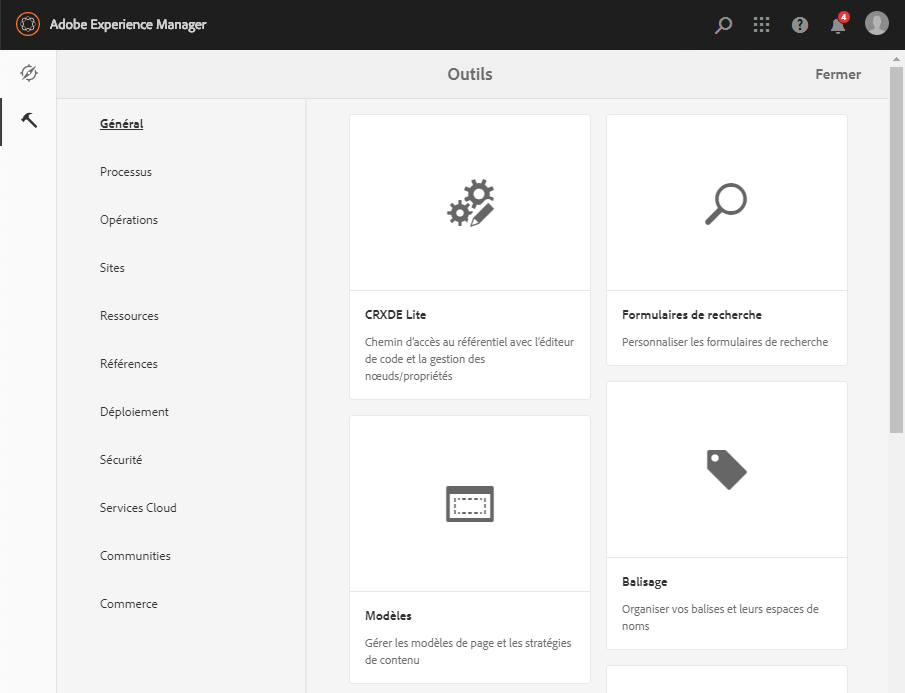 Adobe Experience Manager
4
Outils
Fermer
Général
Processus
Opérations
Sites
Ressources
Références
Déploiement
Sécurité
Services Cloud
Communities
Commerce
CRXDE Lite
Chemin d'accès au référentiel avec l'éditeur
de code et la gestion des
nœuds/propriétés
Formulaires de recherche
Personnaliser les formulaires de recherche
Modèles
Gérer les modèles de page et les stratégies
de contenu
Balisage
Organiser vos balises et leurs espaces de
noms